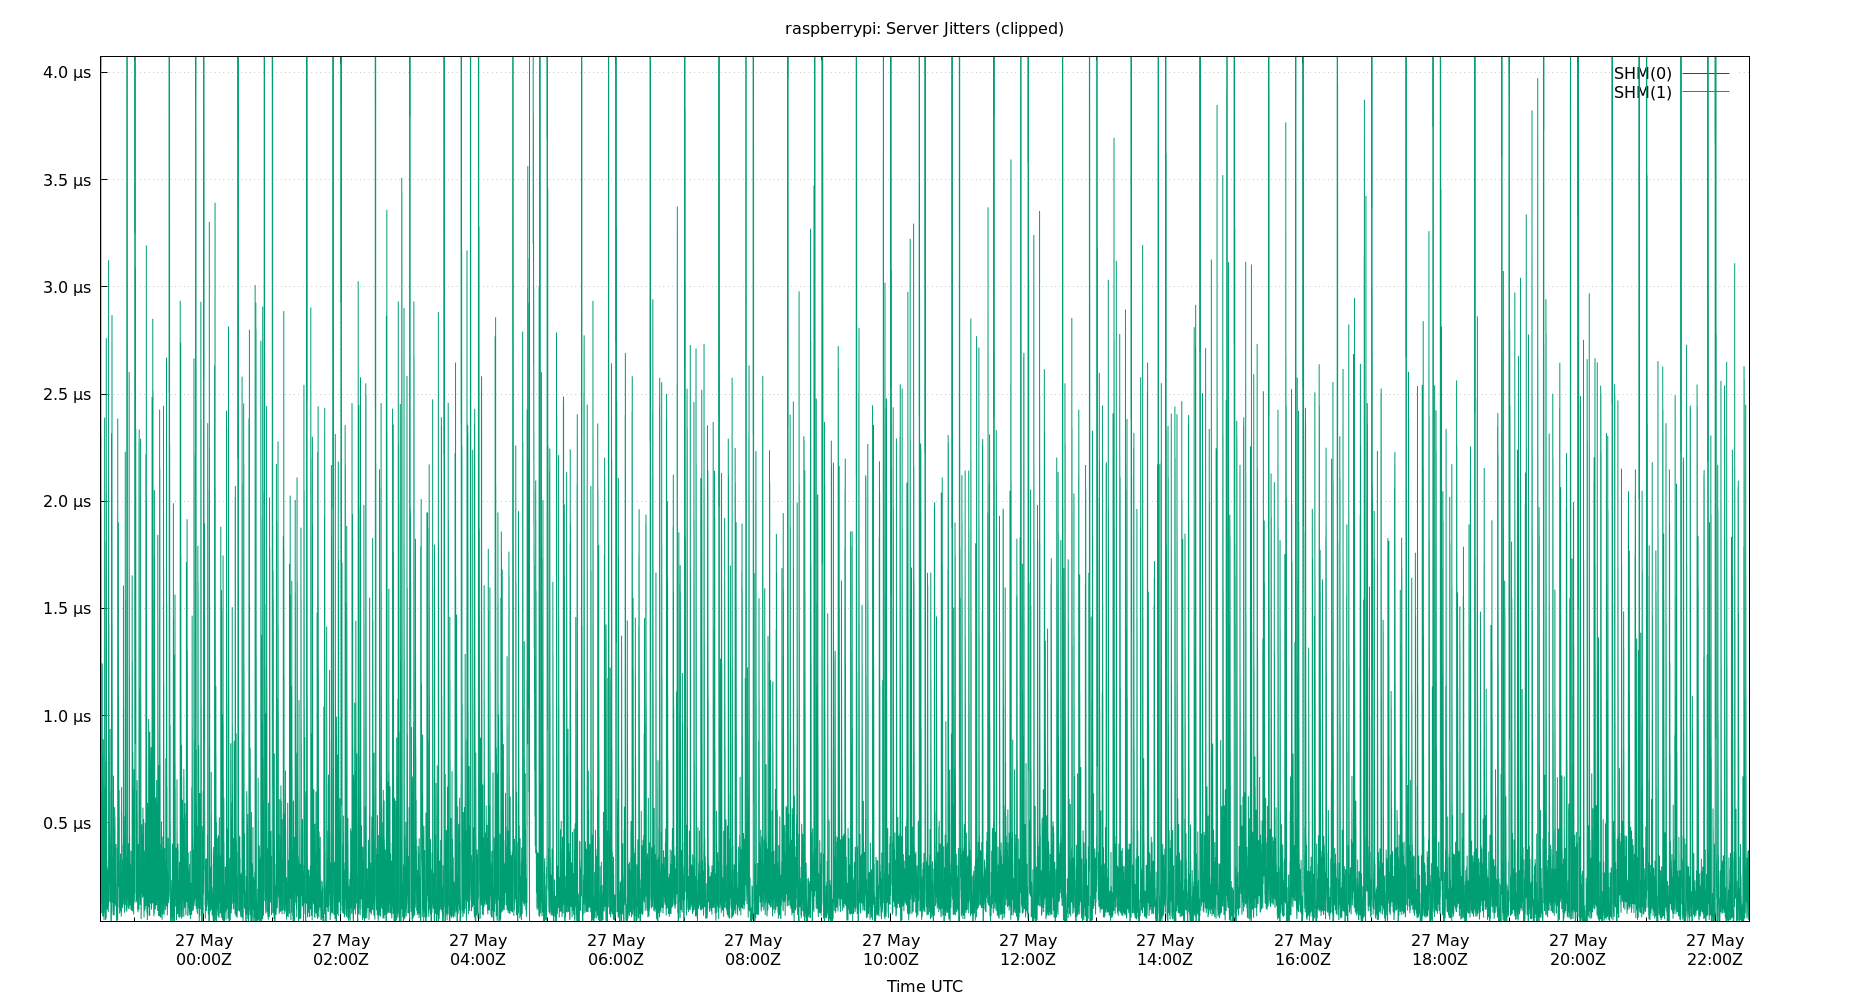 raspberrypi: Server Jitters (clipped)
4.0 µs
SHM(0)
SHM(1)
3.5 µs
3.0 µs
2.5 µs
2.0 µs
1.5 µs
1.0 µs
0.5 µs
27 May 27 May 27 May 27 May 27 May 27 May 27 May 27 May 27 May 27 May 27 May 27 May
00:00Z 02:00Z 04:00Z 06:00Z 08:00Z 10:00Z 12:00Z 14:00Z 16:00Z 18:00Z 20:00Z 22:00Z
Time UTC